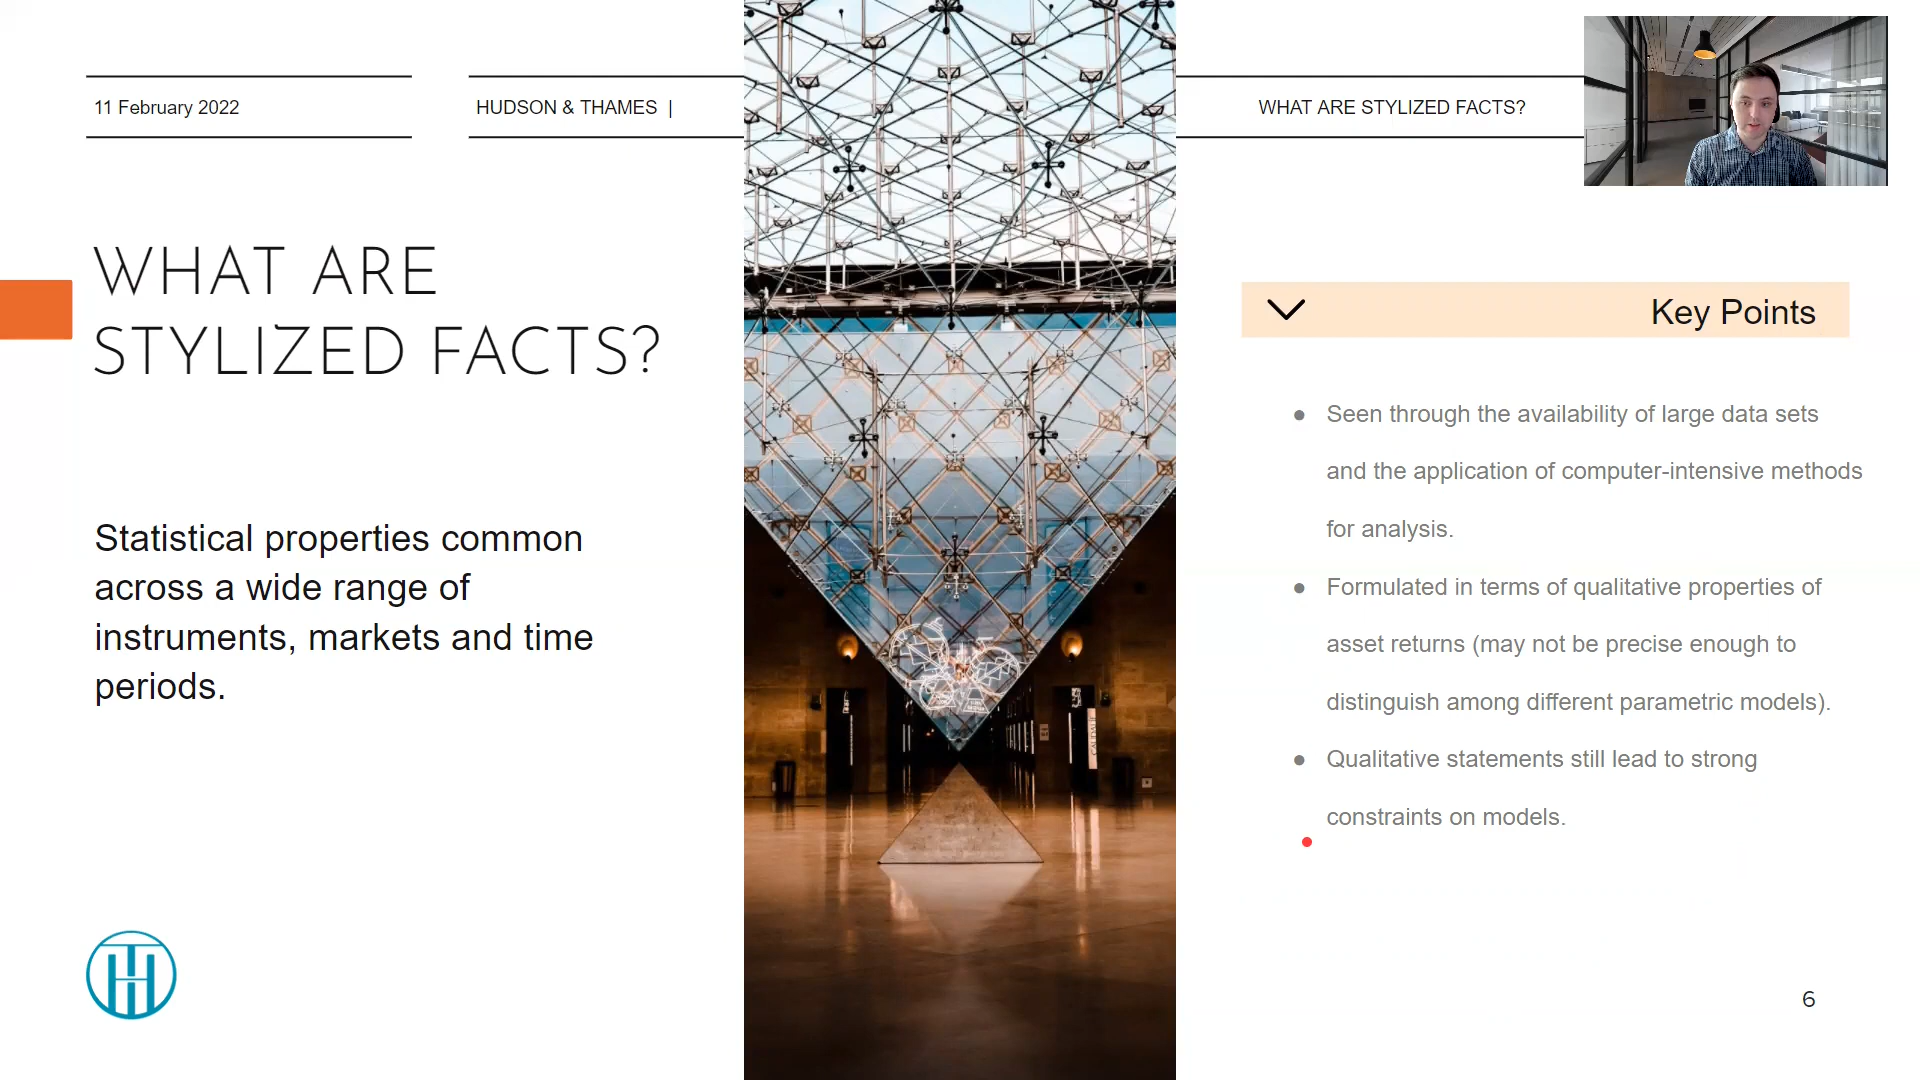 11 February 2022
HUDSON & THAMES |
WHAT ARE STYLIZED FACTS?
WHAT ARE
STYLIZED FACTS?
Statistical properties common
across a wide range of
instruments, markets and time
periods.
Key Points
● Seen through the availability of large data sets
and the application of computer-intensive methods
for analysis.
● Formulated in terms of qualitative properties of
asset returns (may not be precise enough to
distinguish among different parametric models).
● Qualitative statements still lead to strong
constraints on models.
6